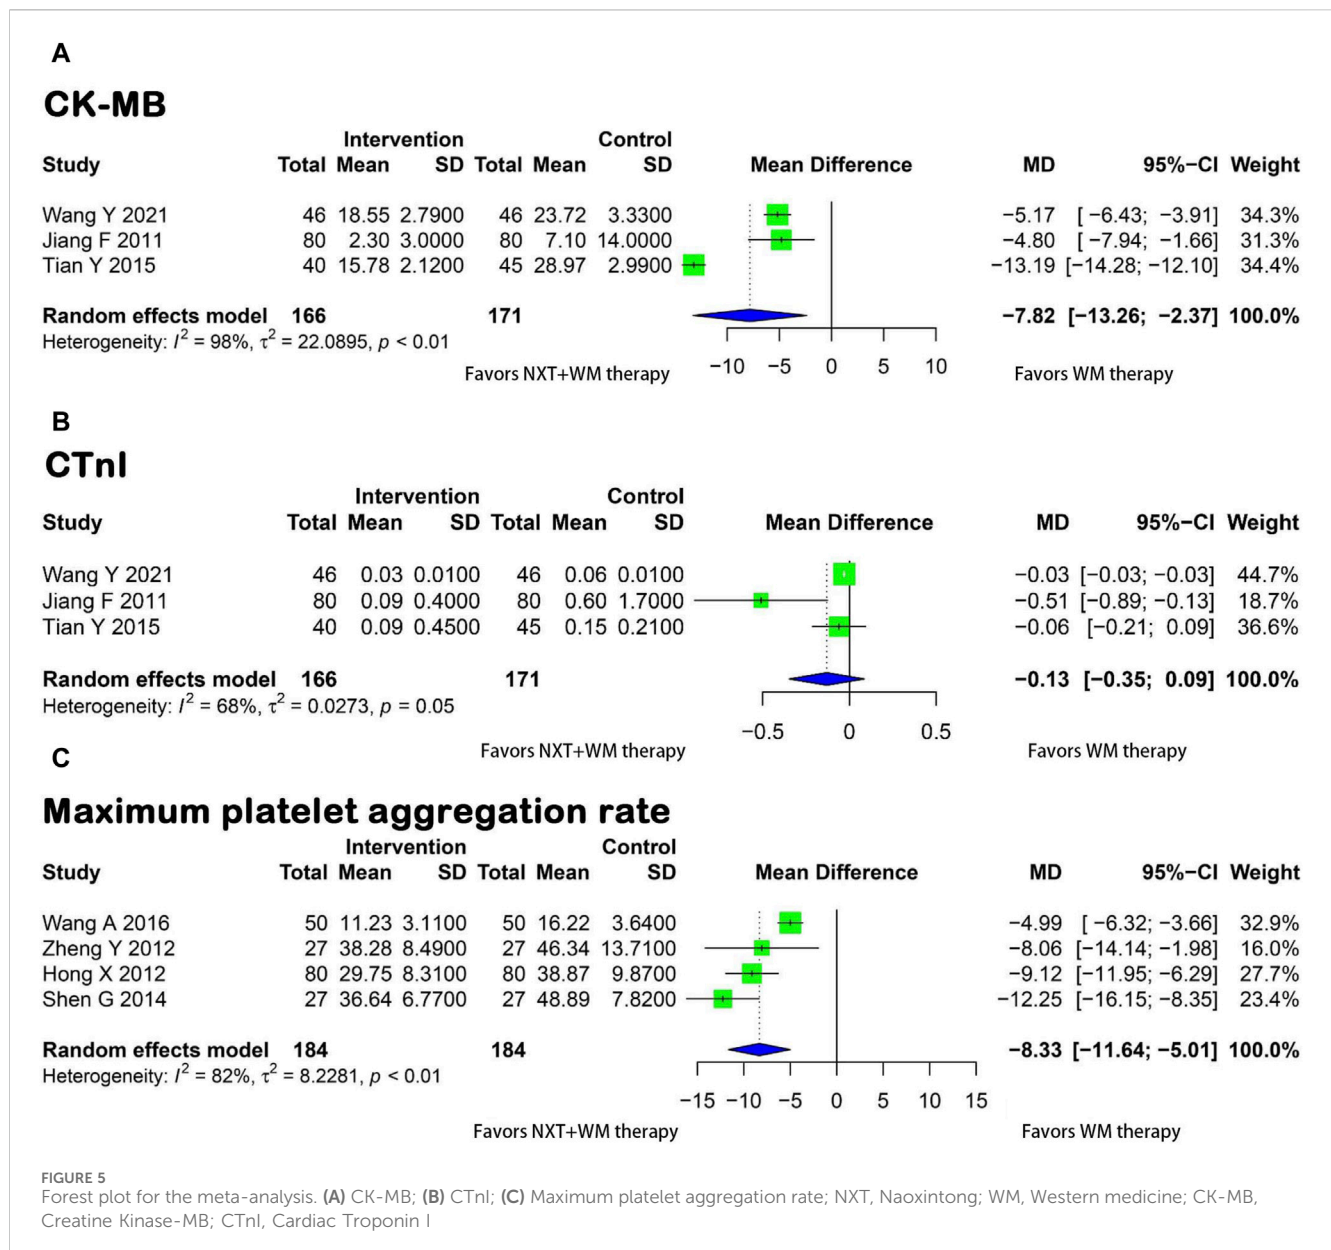 A
CK-MB
Intervention Control
Study Total Mean SD Total Mean SD Mean Difference MD 95%−CI Weight
Wang Y 2021 46 18.55 2.7900 46 23.72 3.3300 −5.17 [ −6.43; −3.91] 34.3%
Jiang F 2011 80 2.30 3.0000 80 7.10 14.0000 −4.80 [ −7.94; −1.66] 31.3%
Tian Y 2015 40 15.78 2.1200 45 28.97 2.9900 −13.19 [−14.28; −12.10] 34.4%
Random effects model 166 171 −7.82 [−13.26; −2.37] 100.0%
Heterogeneity: I² = 98%, τ² = 22.0895, p < 0.01
−10 −5 0 5 10
Favors NXT+WM therapy Favors WM therapy
B
CTnI
Intervention Control
Study Total Mean SD Total Mean SD Mean Difference MD 95%−CI Weight
Wang Y 2021 46 0.03 0.0100 46 0.06 0.0100 −0.03 [−0.03; −0.03] 44.7%
Jiang F 2011 80 0.09 0.4000 80 0.60 1.7000 −0.51 [−0.89; −0.13] 18.7%
Tian Y 2015 40 0.09 0.4500 45 0.15 0.2100 −0.06 [−0.21; 0.09] 36.6%
Random effects model 166 171 −0.13 [−0.35; 0.09] 100.0%
Heterogeneity: I² = 68%, τ² = 0.0273, p = 0.05
−0.5 0 0.5
Favors NXT+WM therapy Favors WM therapy
C
Maximum platelet aggregation rate
Intervention Control
Study Total Mean SD Total Mean SD Mean Difference MD 95%−CI Weight
Wang A 2016 50 11.23 3.1100 50 16.22 3.6400 −4.99 [ −6.32; −3.66] 32.9%
Zheng Y 2012 27 38.28 8.4900 27 46.34 13.7100 −8.06 [−14.14; −1.98] 16.0%
Hong X 2012 80 29.75 8.3100 80 38.87 9.8700 −9.12 [−11.95; −6.29] 27.7%
Shen G 2014 27 36.64 6.7700 27 48.89 7.8200 −12.25 [−16.15; −8.35] 23.4%
Random effects model 184 184 −8.33 [−11.64; −5.01] 100.0%
Heterogeneity: I² = 82%, τ² = 8.2281, p < 0.01
−15 −10 −5 0 5 10 15
Favors NXT+WM therapy Favors WM therapy
FIGURE 5
Forest plot for the meta-analysis. (A) CK-MB; (B) CTnI; (C) Maximum platelet aggregation rate; NXT, Naoxintong; WM, Western medicine; CK-MB,
Creatine Kinase-MB; CTnI, Cardiac Troponin I